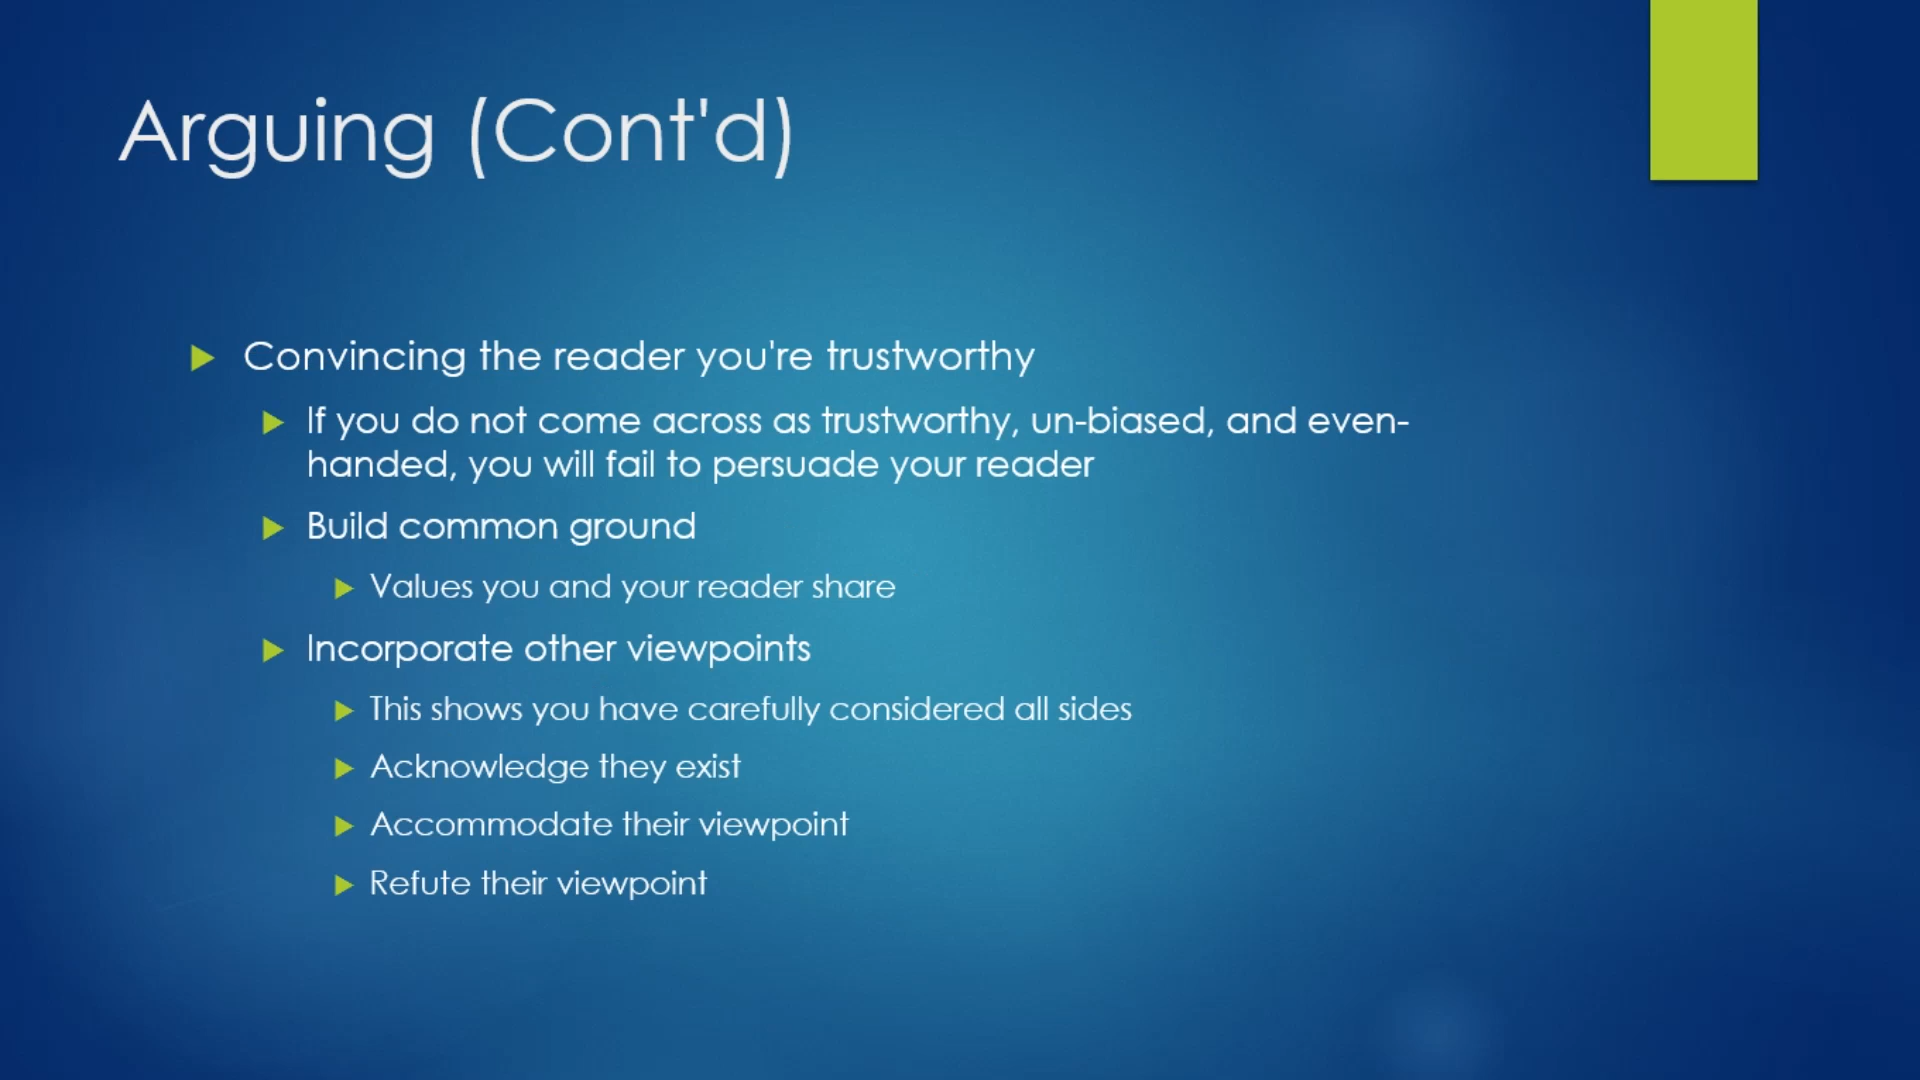 Arguing (Cont'd)
Convincing the reader you're trustworthy
If you do not come across as trustworthy, un-biased, and even-
handed, you will fail to persuade your reader
Build common ground
Values you and your reader share
Incorporate other viewpoints
This shows you have carefully considered all sides
Acknowledge they exist
Accommodate their viewpoint
Refute their viewpoint